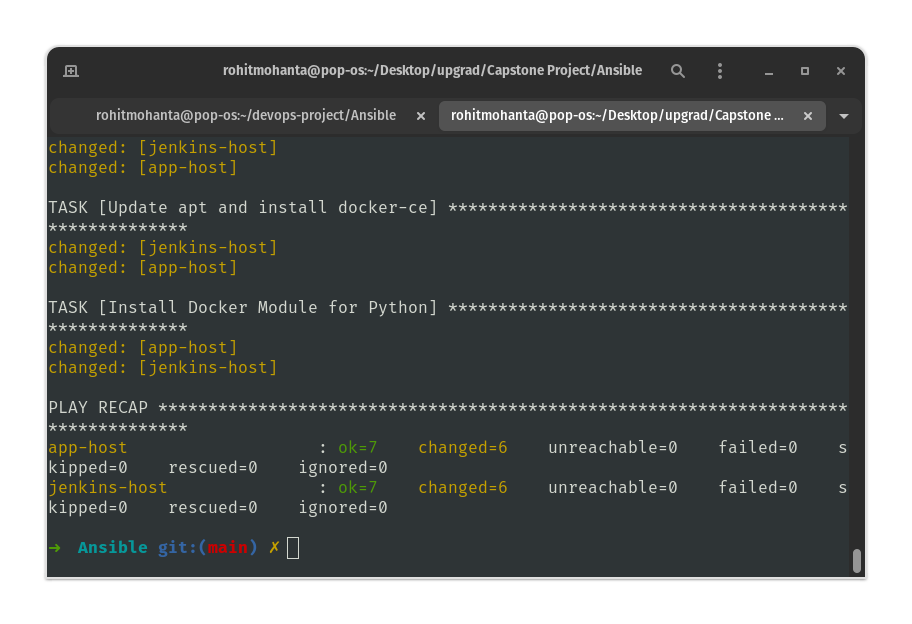 rohitmohanta@pop-os:~/Desktop/upgrad/Capstone Project/Ansible
rohitmohanta@pop-os:~/devops-project/Ansible × rohitmohanta@pop-os:~/Desktop/upgrad/Capstone ... ×
changed: [jenkins-host]
changed: [app-host]
TASK [Update apt and install docker-ce] ****************************************
**************
changed: [jenkins-host]
changed: [app-host]
TASK [Install Docker Module for Python] ****************************************
**************
changed: [app-host]
changed: [jenkins-host]
PLAY RECAP *********************************************************************
**************
app-host                   : ok=7    changed=6    unreachable=0    failed=0    s
kipped=0    rescued=0    ignored=0
jenkins-host               : ok=7    changed=6    unreachable=0    failed=0    s
kipped=0    rescued=0    ignored=0
➜  Ansible git:(main) ✗